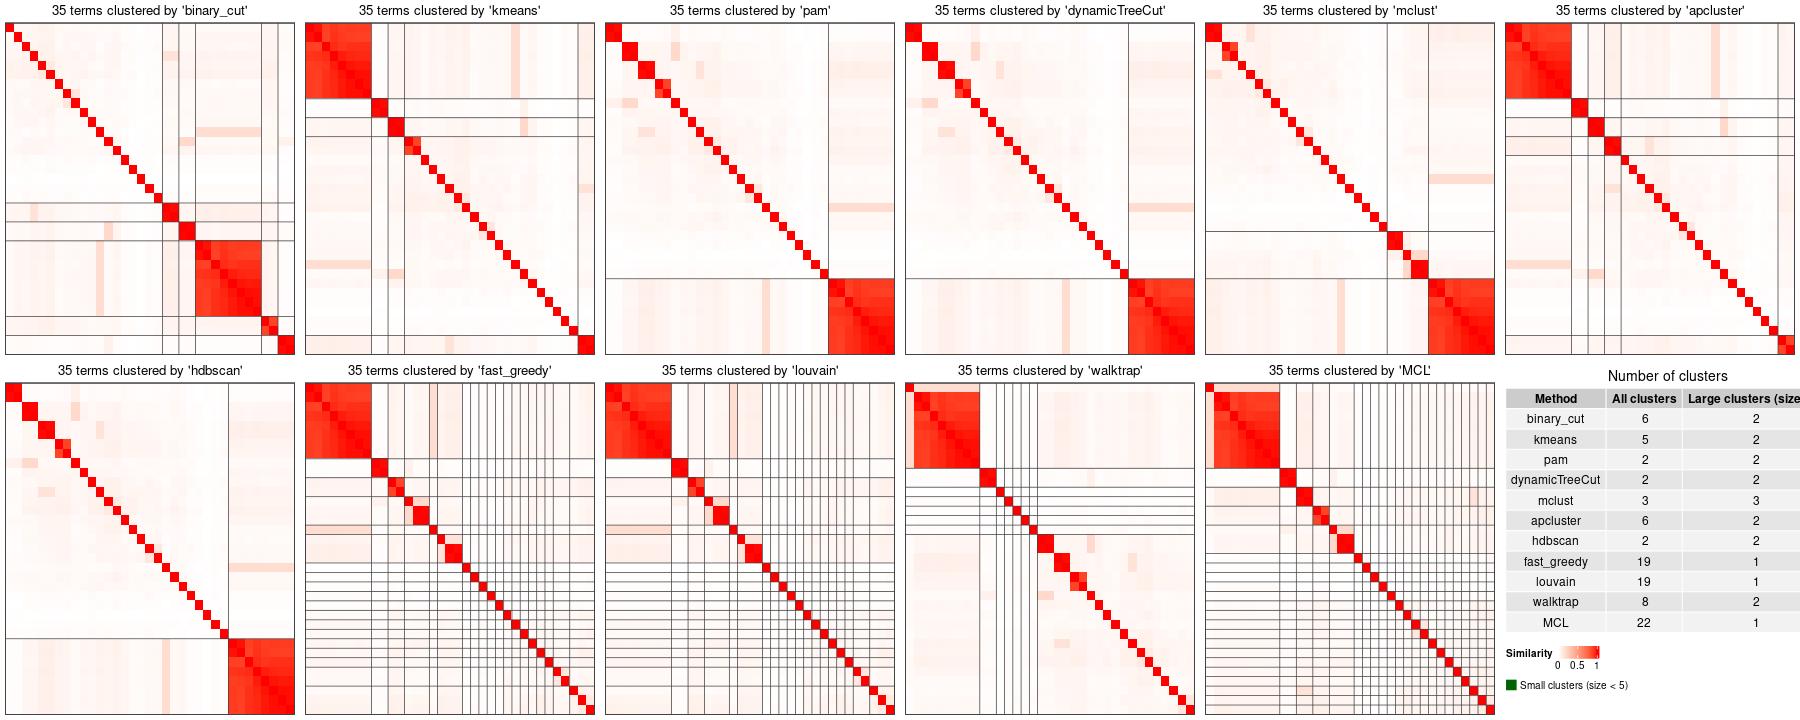 35 terms clustered by 'binary_cut'
35 terms clustered by 'kmeans'
35 terms clustered by 'pam'
35 terms clustered by 'dynamicTreeCut'
35 terms clustered by 'mclust'
35 terms clustered by 'apcluster'
35 terms clustered by 'hdbscan'
35 terms clustered by 'fast_greedy'
35 terms clustered by 'louvain'
35 terms clustered by 'walktrap'
35 terms clustered by 'MCL'
Number of clusters
Method All clusters Large clusters (size
binary_cut 6 2
kmeans 5 2
pam 2 2
dynamicTreeCut 2 2
mclust 3 3
apcluster 6 2
hdbscan 2 2
fast_greedy 19 1
louvain 19 1
walktrap 8 2
MCL 22 1
Similarity
0 0.5 1
Small clusters (size < 5)